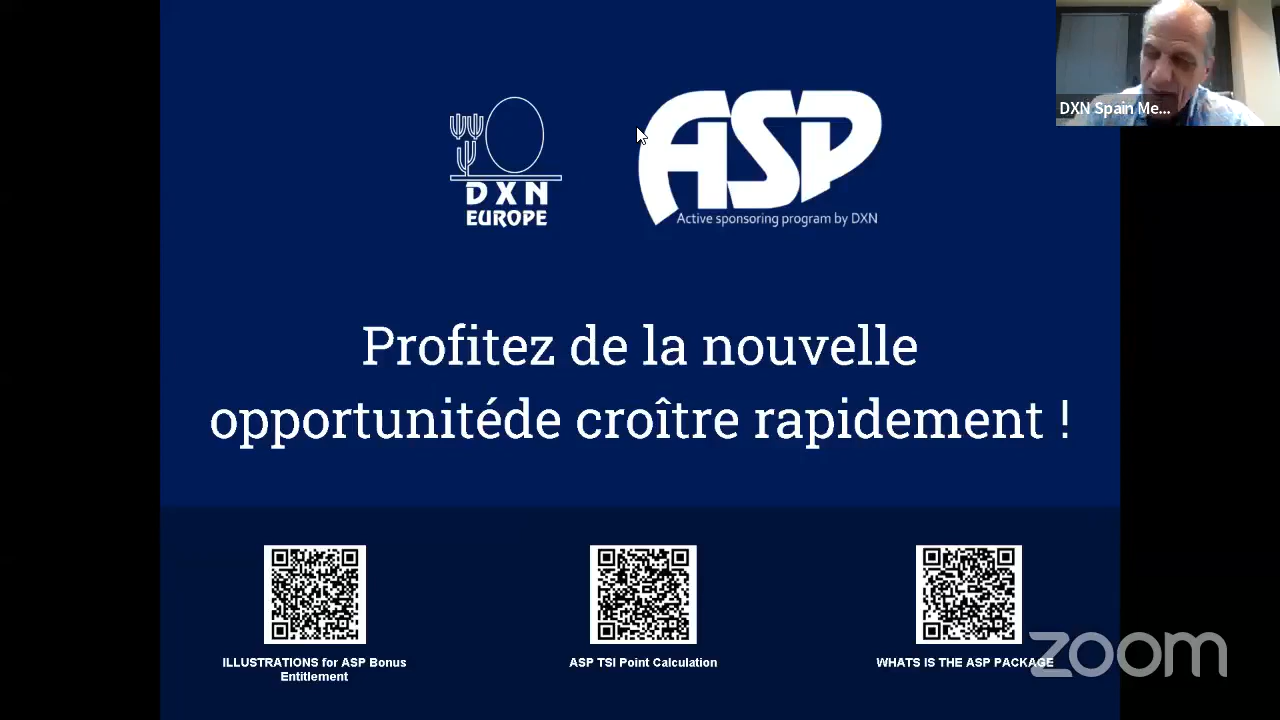 DXN Spain Me...
DXN
EUROPE
ASP
Active sponsoring program by DXN
Profitez de la nouvelle
opportunitéde croître rapidement !
ILLUSTRATIONS for ASP Bonus
Entitlement
ASP TSI Point Calculation
WHATS IS THE ASP PACKAGE
zoom